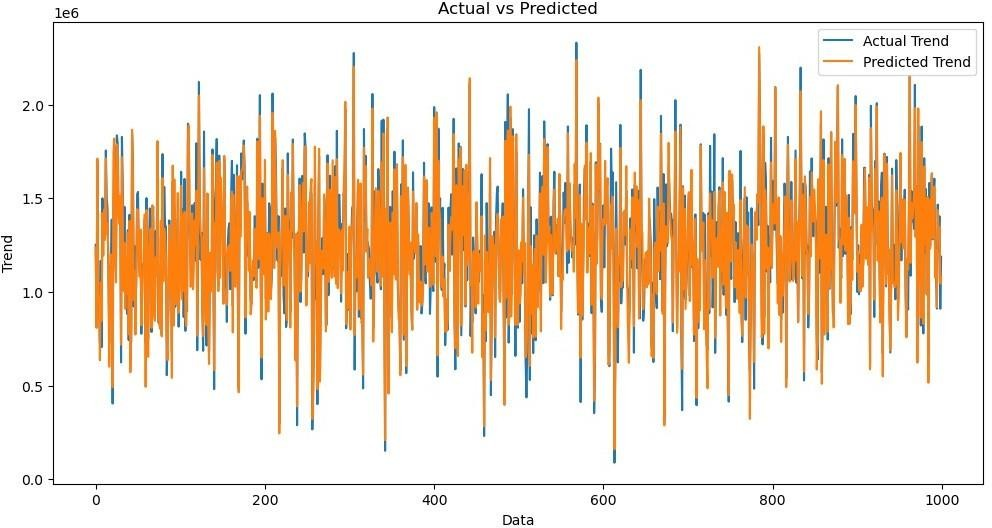 Actual vs Predicted
1e6
Actual Trend
Predicted Trend
2.0
1.5
1.0
0.5
0.0
Trend
0 200 400 600 800 1000
Data